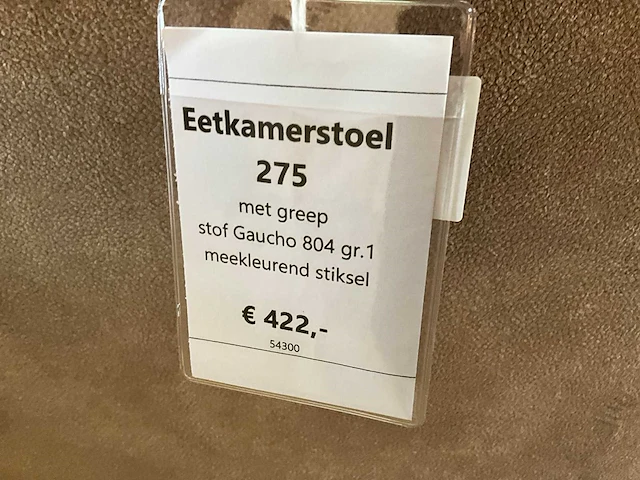 Eetkamerstoel
275
met greep
stof Gaucho 804 gr.1
meekleurend stiksel
€ 422,-
54300